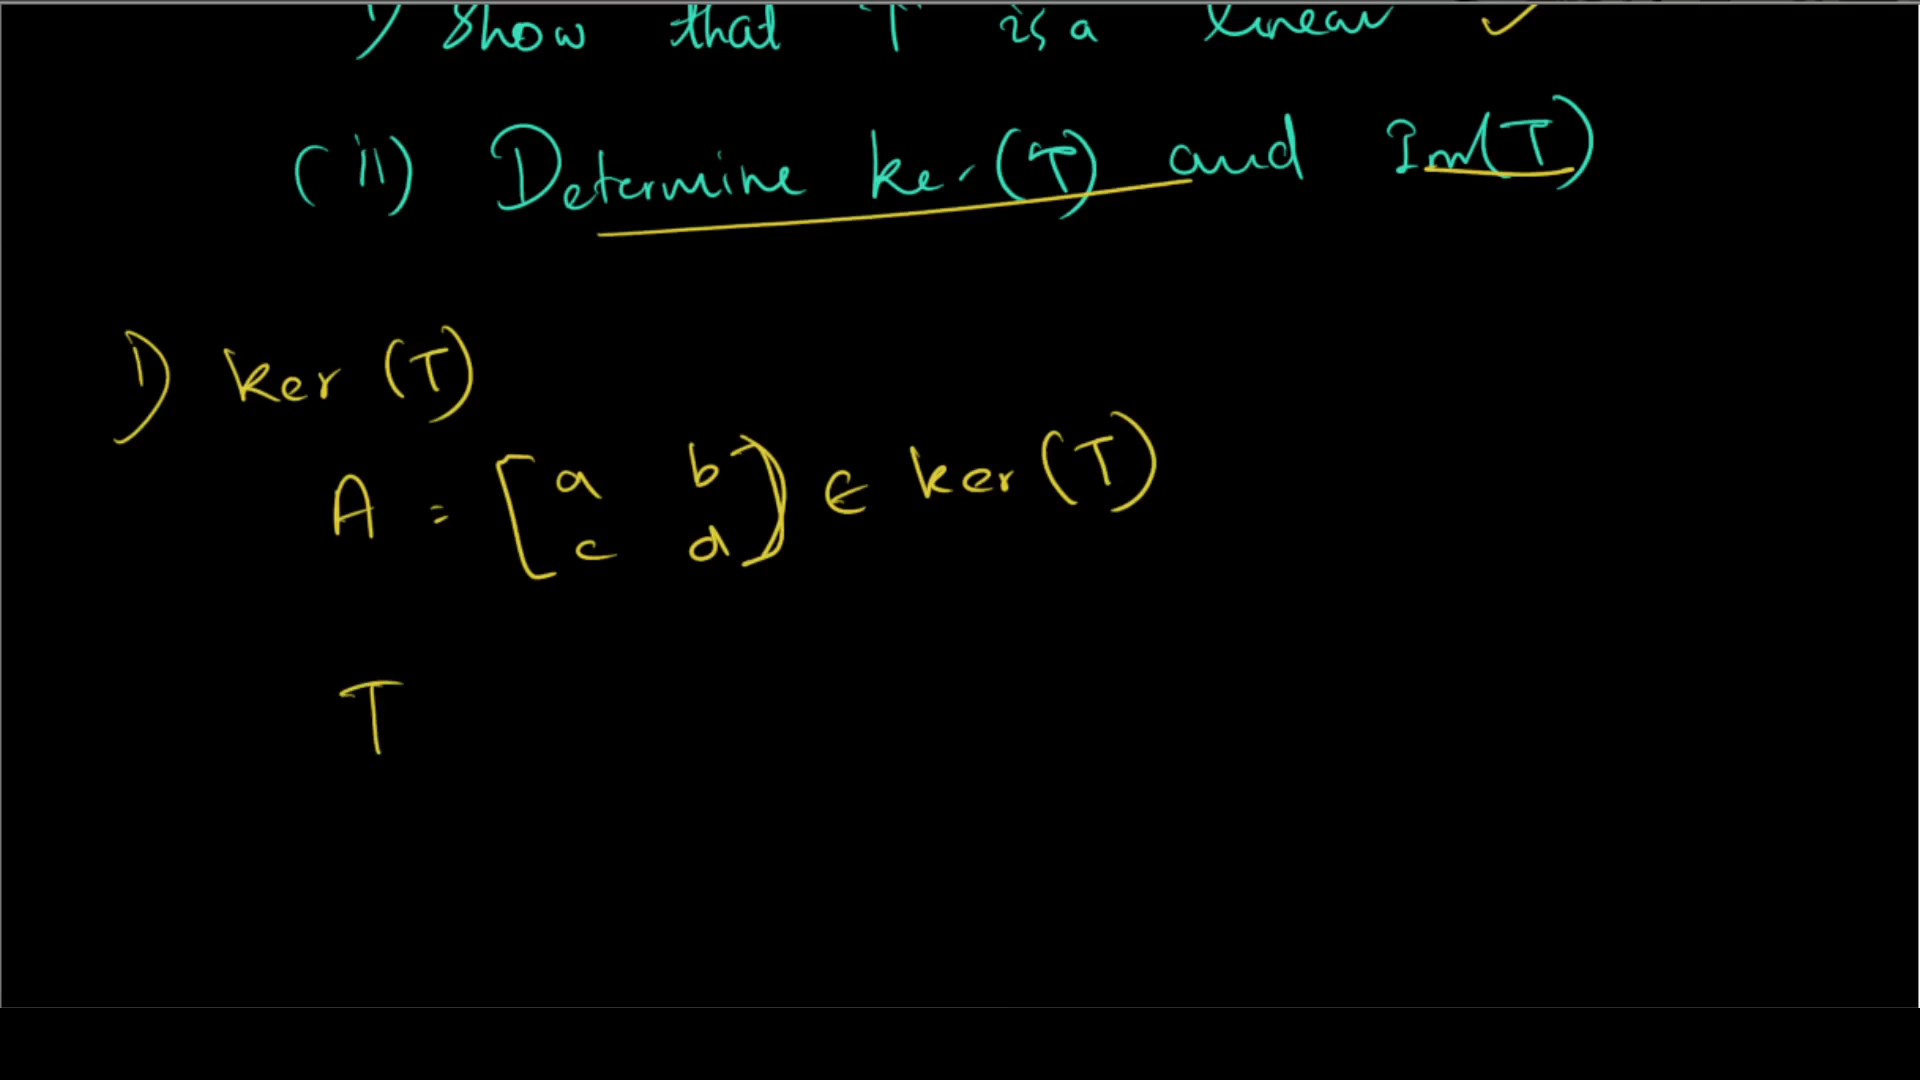 i) Show that T is a linear ✓
(ii) Determine ker(T) and Im(T)
1) ker (T)
A = [a b
c d] ∈ ker (T)
T